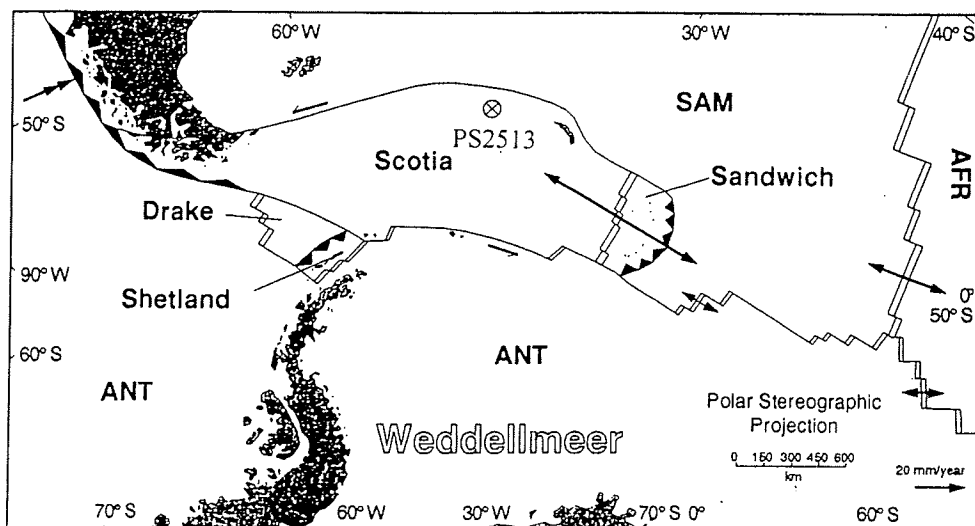 60° W
30° W
40° S
SAM
50° S
PS2513
AFR
Scotia
Sandwich
Drake
90° W
Shetland
0°
50° S
60° S
ANT
ANT
Polar Stereographic
Projection
Weddellmeer
0 150 300 450 600
km
20 mm/year
70° S
60° W
30° W
70° S 0°
60° S